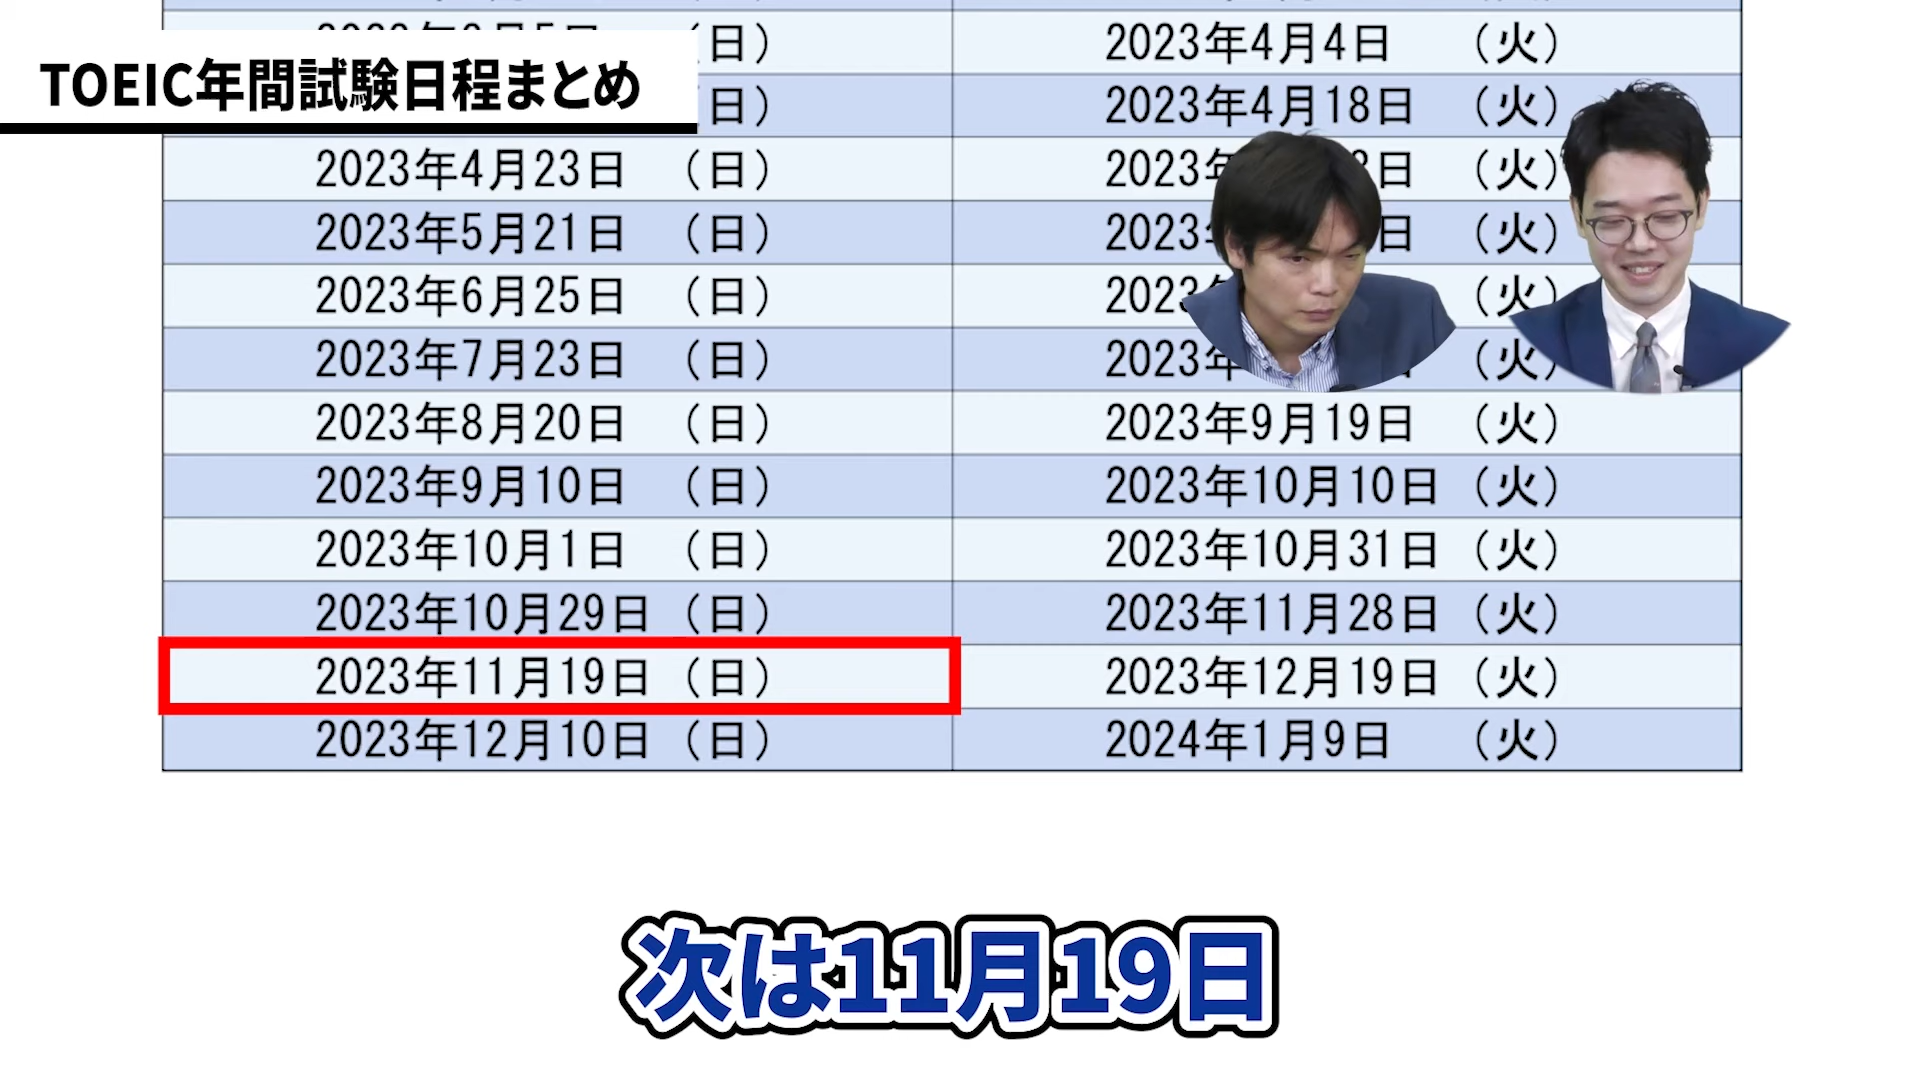 TOEIC年間試験日程まとめ
(日) 2023年4月4日 (火)
日) 2023年4月18日 (火)
2023年4月23日 (日) 2023 日 (火)
2023年5月21日 (日) 2023 日 (火)
2023年6月25日 (日) 2023 (火)
2023年7月23日 (日) 2023 (火)
2023年8月20日 (日) 2023年9月19日 (火)
2023年9月10日 (日) 2023年10月10日 (火)
2023年10月1日 (日) 2023年10月31日 (火)
2023年10月29日 (日) 2023年11月28日 (火)
2023年11月19日 (日) 2023年12月19日 (火)
2023年12月10日 (日) 2024年1月9日 (火)
次は11月19日